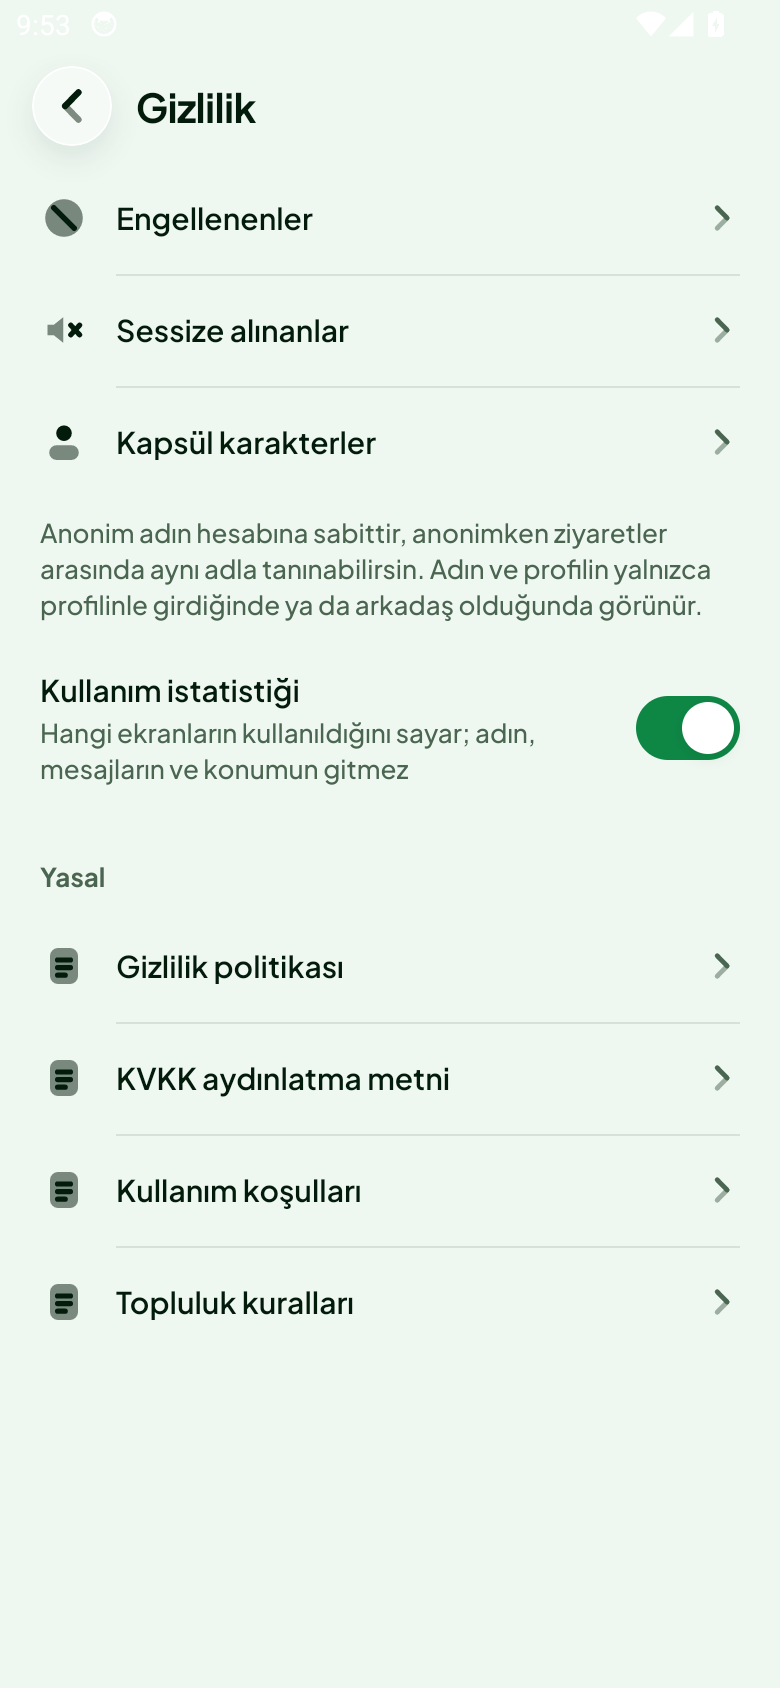 9:53
Gizlilik
Engellenenler
Sessize alınanlar
Kapsül karakterler
Anonim adın hesabına sabittir, anonimken ziyaretler
arasında aynı adla tanınabilirsin. Adın ve profilin yalnızca
profilinle girdiğinde ya da arkadaş olduğunda görünür.
Kullanım istatistiği
Hangi ekranların kullanıldığını sayar; adın,
mesajların ve konumun gitmez
Yasal
Gizlilik politikası
KVKK aydınlatma metni
Kullanım koşulları
Topluluk kuralları